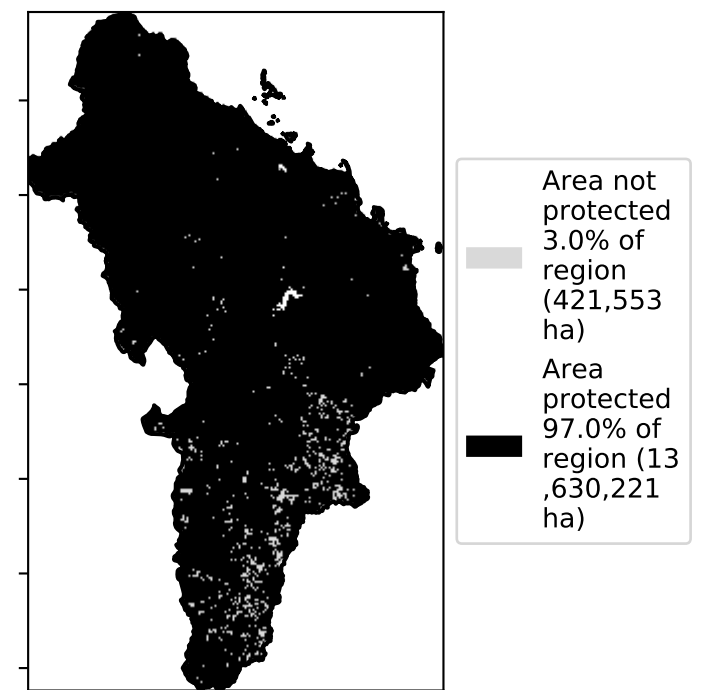 Area not
protected
3.0% of
region
(421,553
ha)
Area
protected
97.0% of
region (13
,630,221
ha)